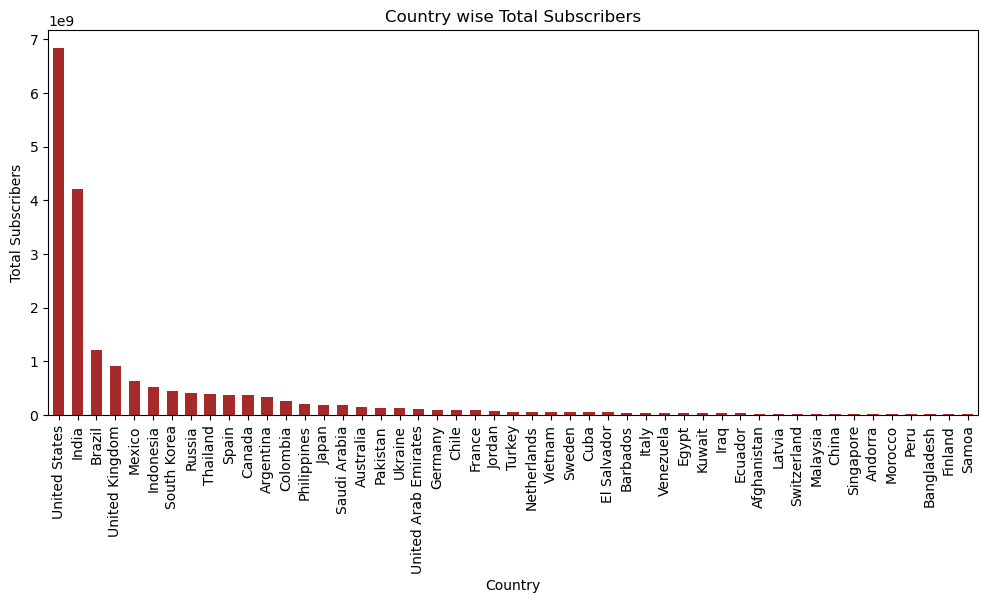 Country wise Total Subscribers
1e9
7
6
5
4
3
2
1
0
Total Subscribers
United States
India
Brazil
United Kingdom
Mexico
Indonesia
South Korea
Russia
Thailand
Spain
Canada
Argentina
Colombia
Philippines
Japan
Saudi Arabia
Australia
Pakistan
Ukraine
United Arab Emirates
Germany
Chile
France
Jordan
Turkey
Netherlands
Vietnam
Sweden
Cuba
El Salvador
Barbados
Italy
Venezuela
Egypt
Kuwait
Iraq
Ecuador
Afghanistan
Latvia
Switzerland
Malaysia
China
Singapore
Andorra
Morocco
Peru
Bangladesh
Finland
Samoa
Country